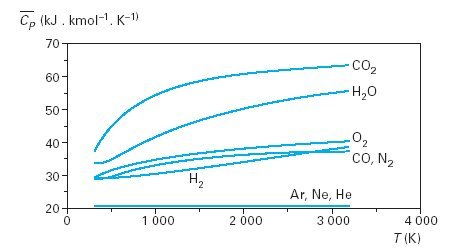 C̅p (kJ . kmol⁻¹. K⁻¹)
70
60
50
40
30
20
CO₂
H₂O
O₂
CO, N₂
H₂
Ar, Ne, He
0
1 000
2 000
3 000
4 000
T (K)